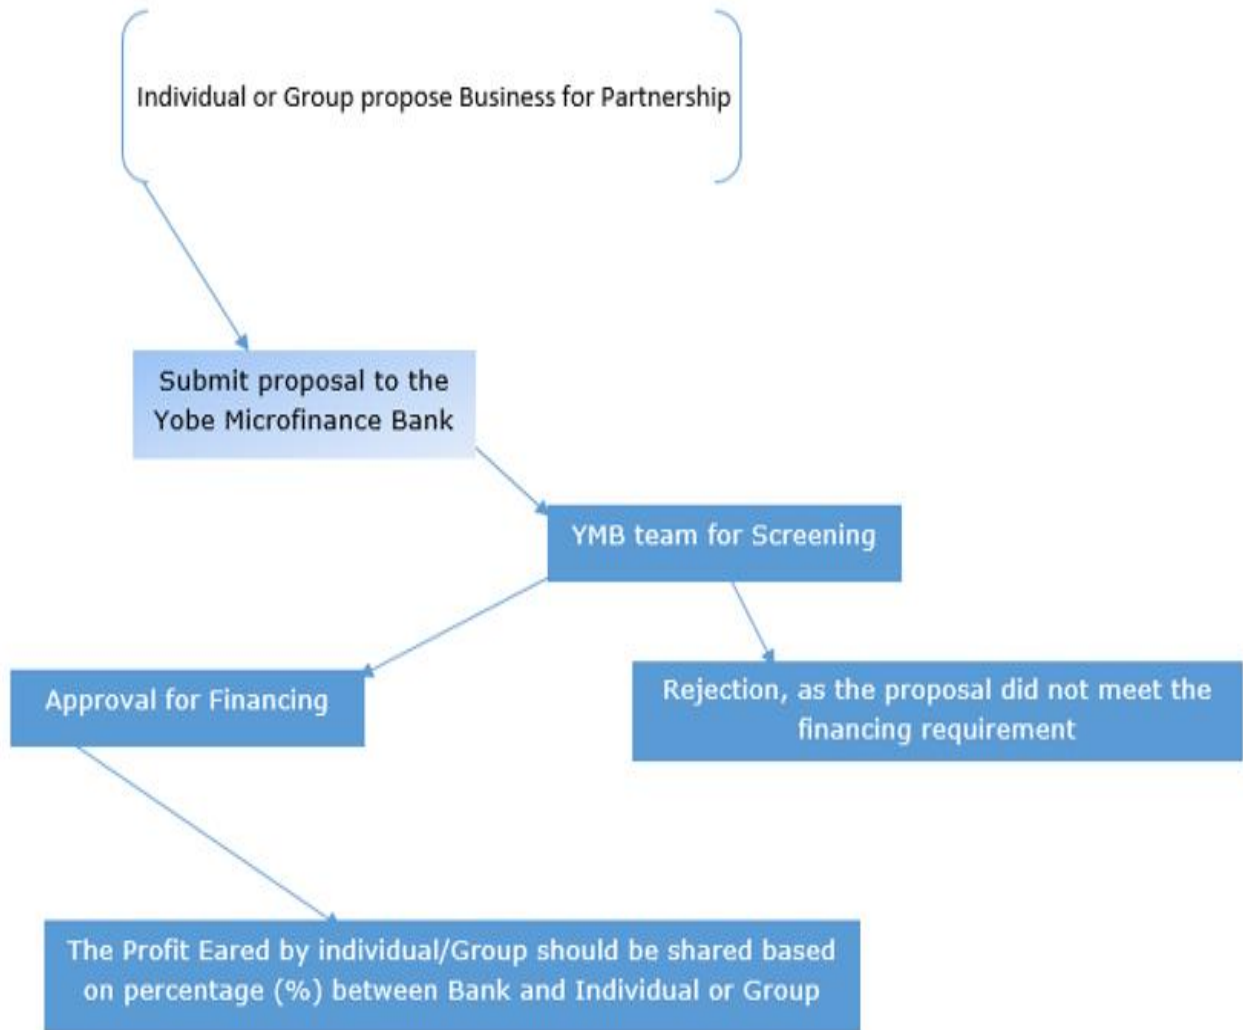 Individual or Group propose Business for Partnership
Submit proposal to the
Yobe Microfinance Bank
YMB team for Screening
Approval for Financing
Rejection, as the proposal did not meet the
financing requirement
The Profit Eared by individual/Group should be shared based
on percentage (%) between Bank and Individual or Group